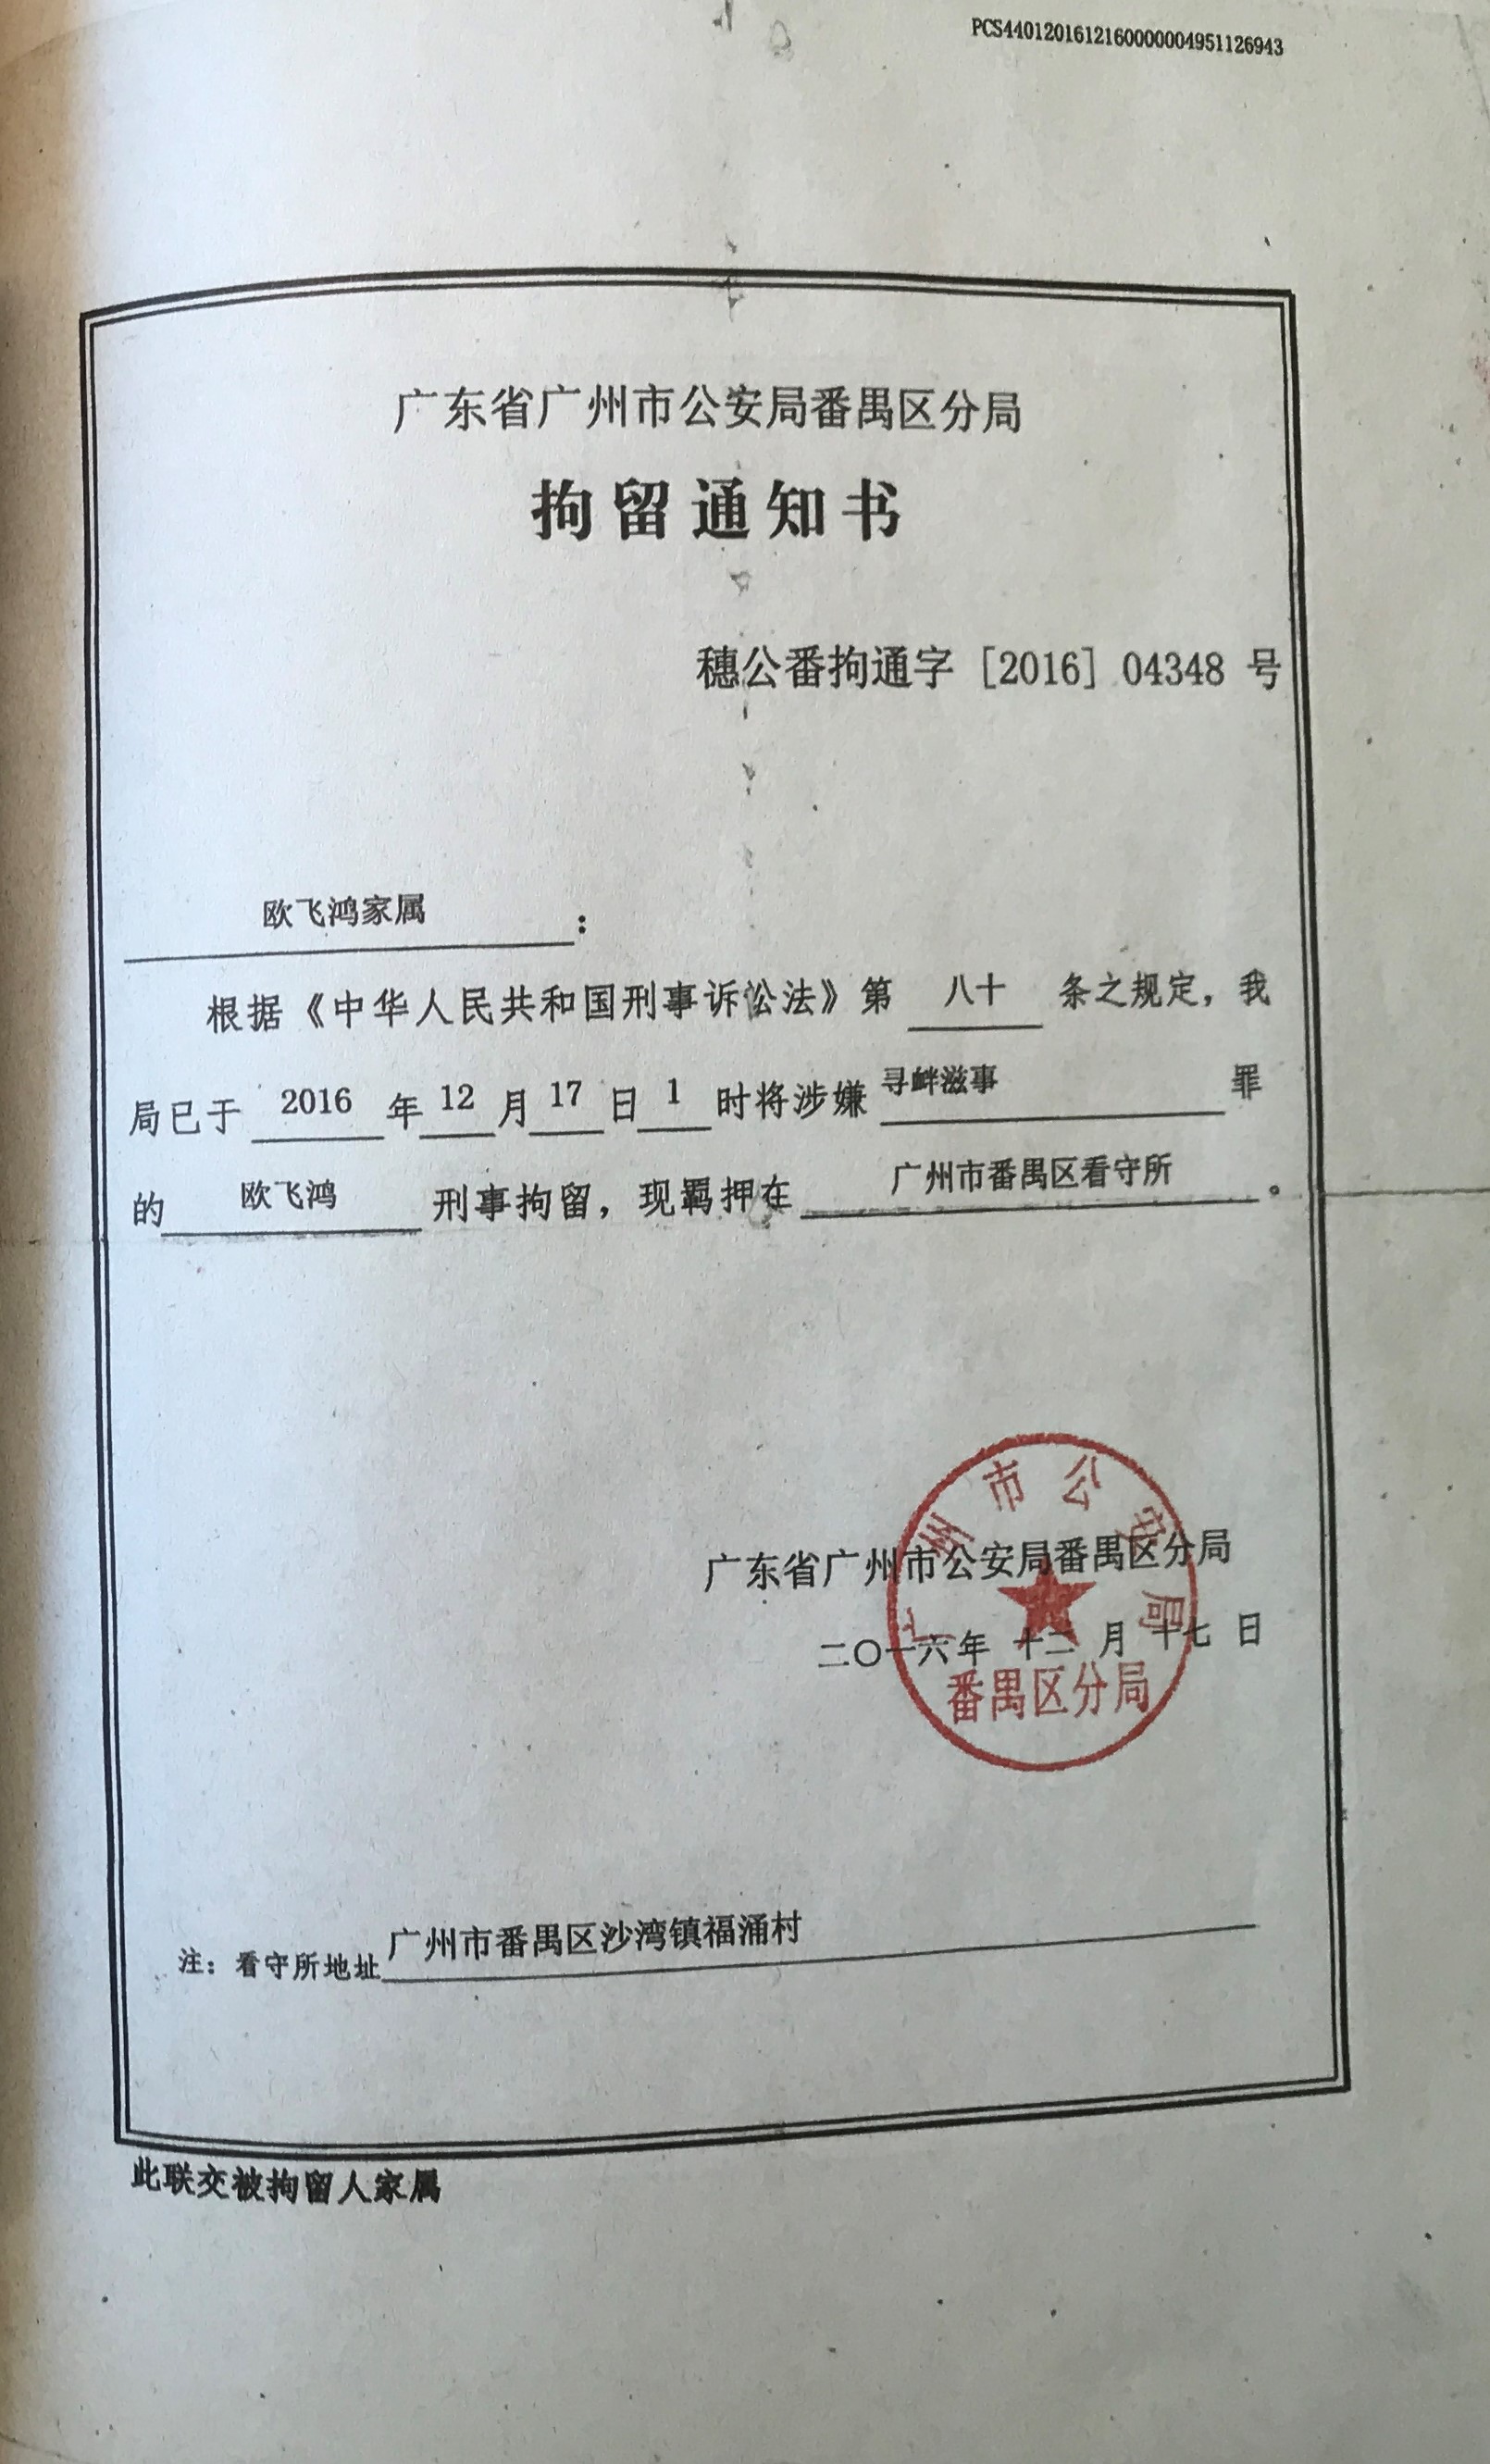 PCS4401201612160000004951126943
广东省广州市公安局番禺区分局
拘留通知书
穗公番拘通字［2016］04348 号
欧飞鸿家属：
根据《中华人民共和国刑事诉讼法》第 八十 条之规定，我
局已于 2016 年 12 月 17 日 1 时将涉嫌 寻衅滋事 罪
的 欧飞鸿 刑事拘留，现羁押在 广州市番禺区看守所 。
广东省广州市公安局番禺区分局
二〇一六年 十二 月 十七 日
广州市公安局
番禺区分局
注：看守所地址 广州市番禺区沙湾镇福涌村
此联交被拘留人家属